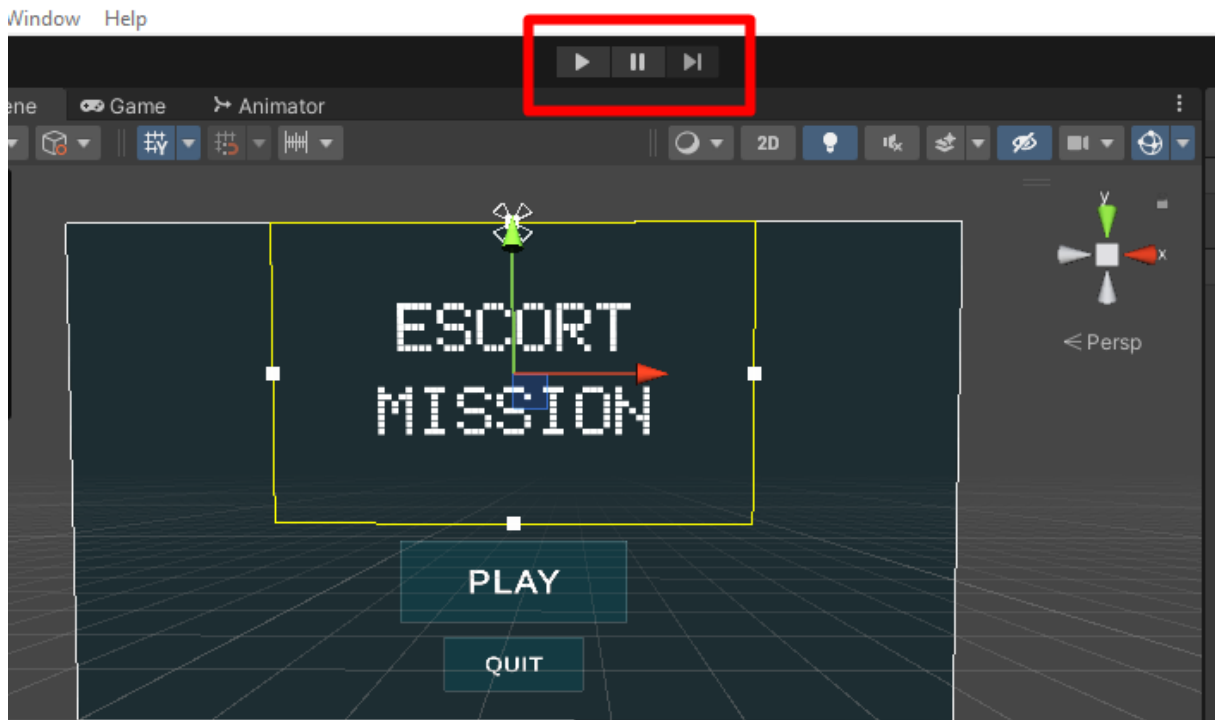 Window Help
ene Game Animator
2D
y
x
Persp
ESCORT
MISSION
PLAY
QUIT